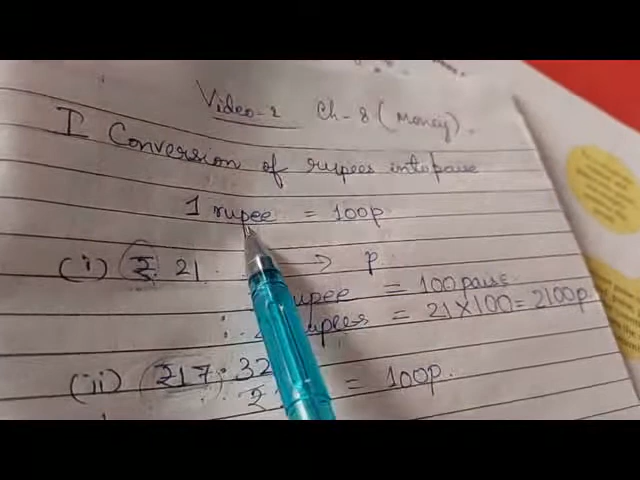 Video-2 Ch-8 (Money).
I Conversion of rupees into paise
1 rupee = 100p
(i) ₹ 21 → p
rupee = 100 paise
∴ rupees = 21×100 = 2100p.
(ii) 217.32
2 = 100p.